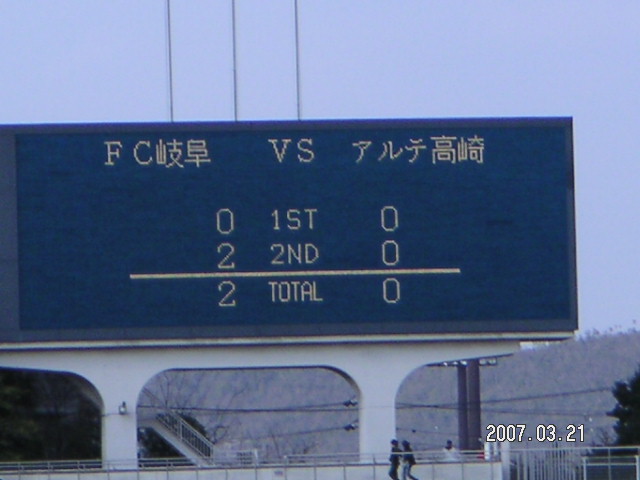 FC岐阜 VS アルテ高崎
0 1ST 0
2 2ND 0
2 TOTAL 0
2007.03.21